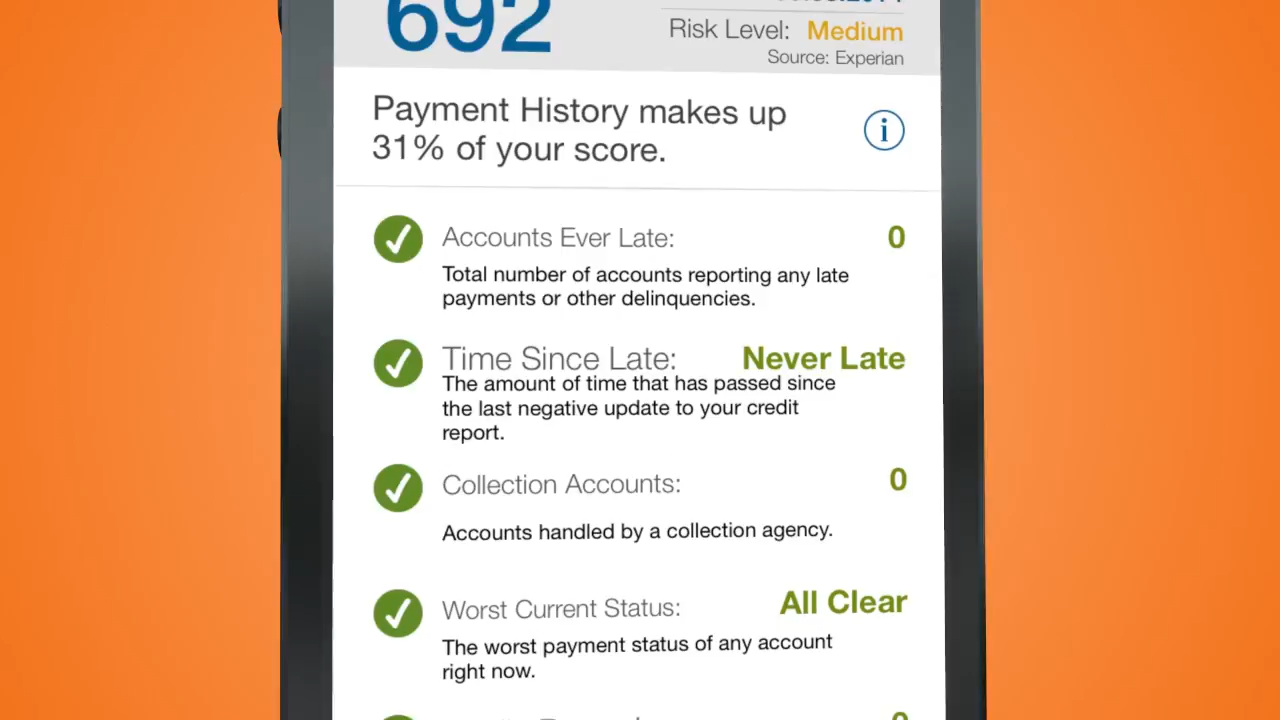 692
Risk Level: Medium
Source: Experian
Payment History makes up
31% of your score.
i
Accounts Ever Late: 0
Total number of accounts reporting any late
payments or other delinquencies.
Time Since Late: Never Late
The amount of time that has passed since
the last negative update to your credit
report.
Collection Accounts: 0
Accounts handled by a collection agency.
Worst Current Status: All Clear
The worst payment status of any account
right now.